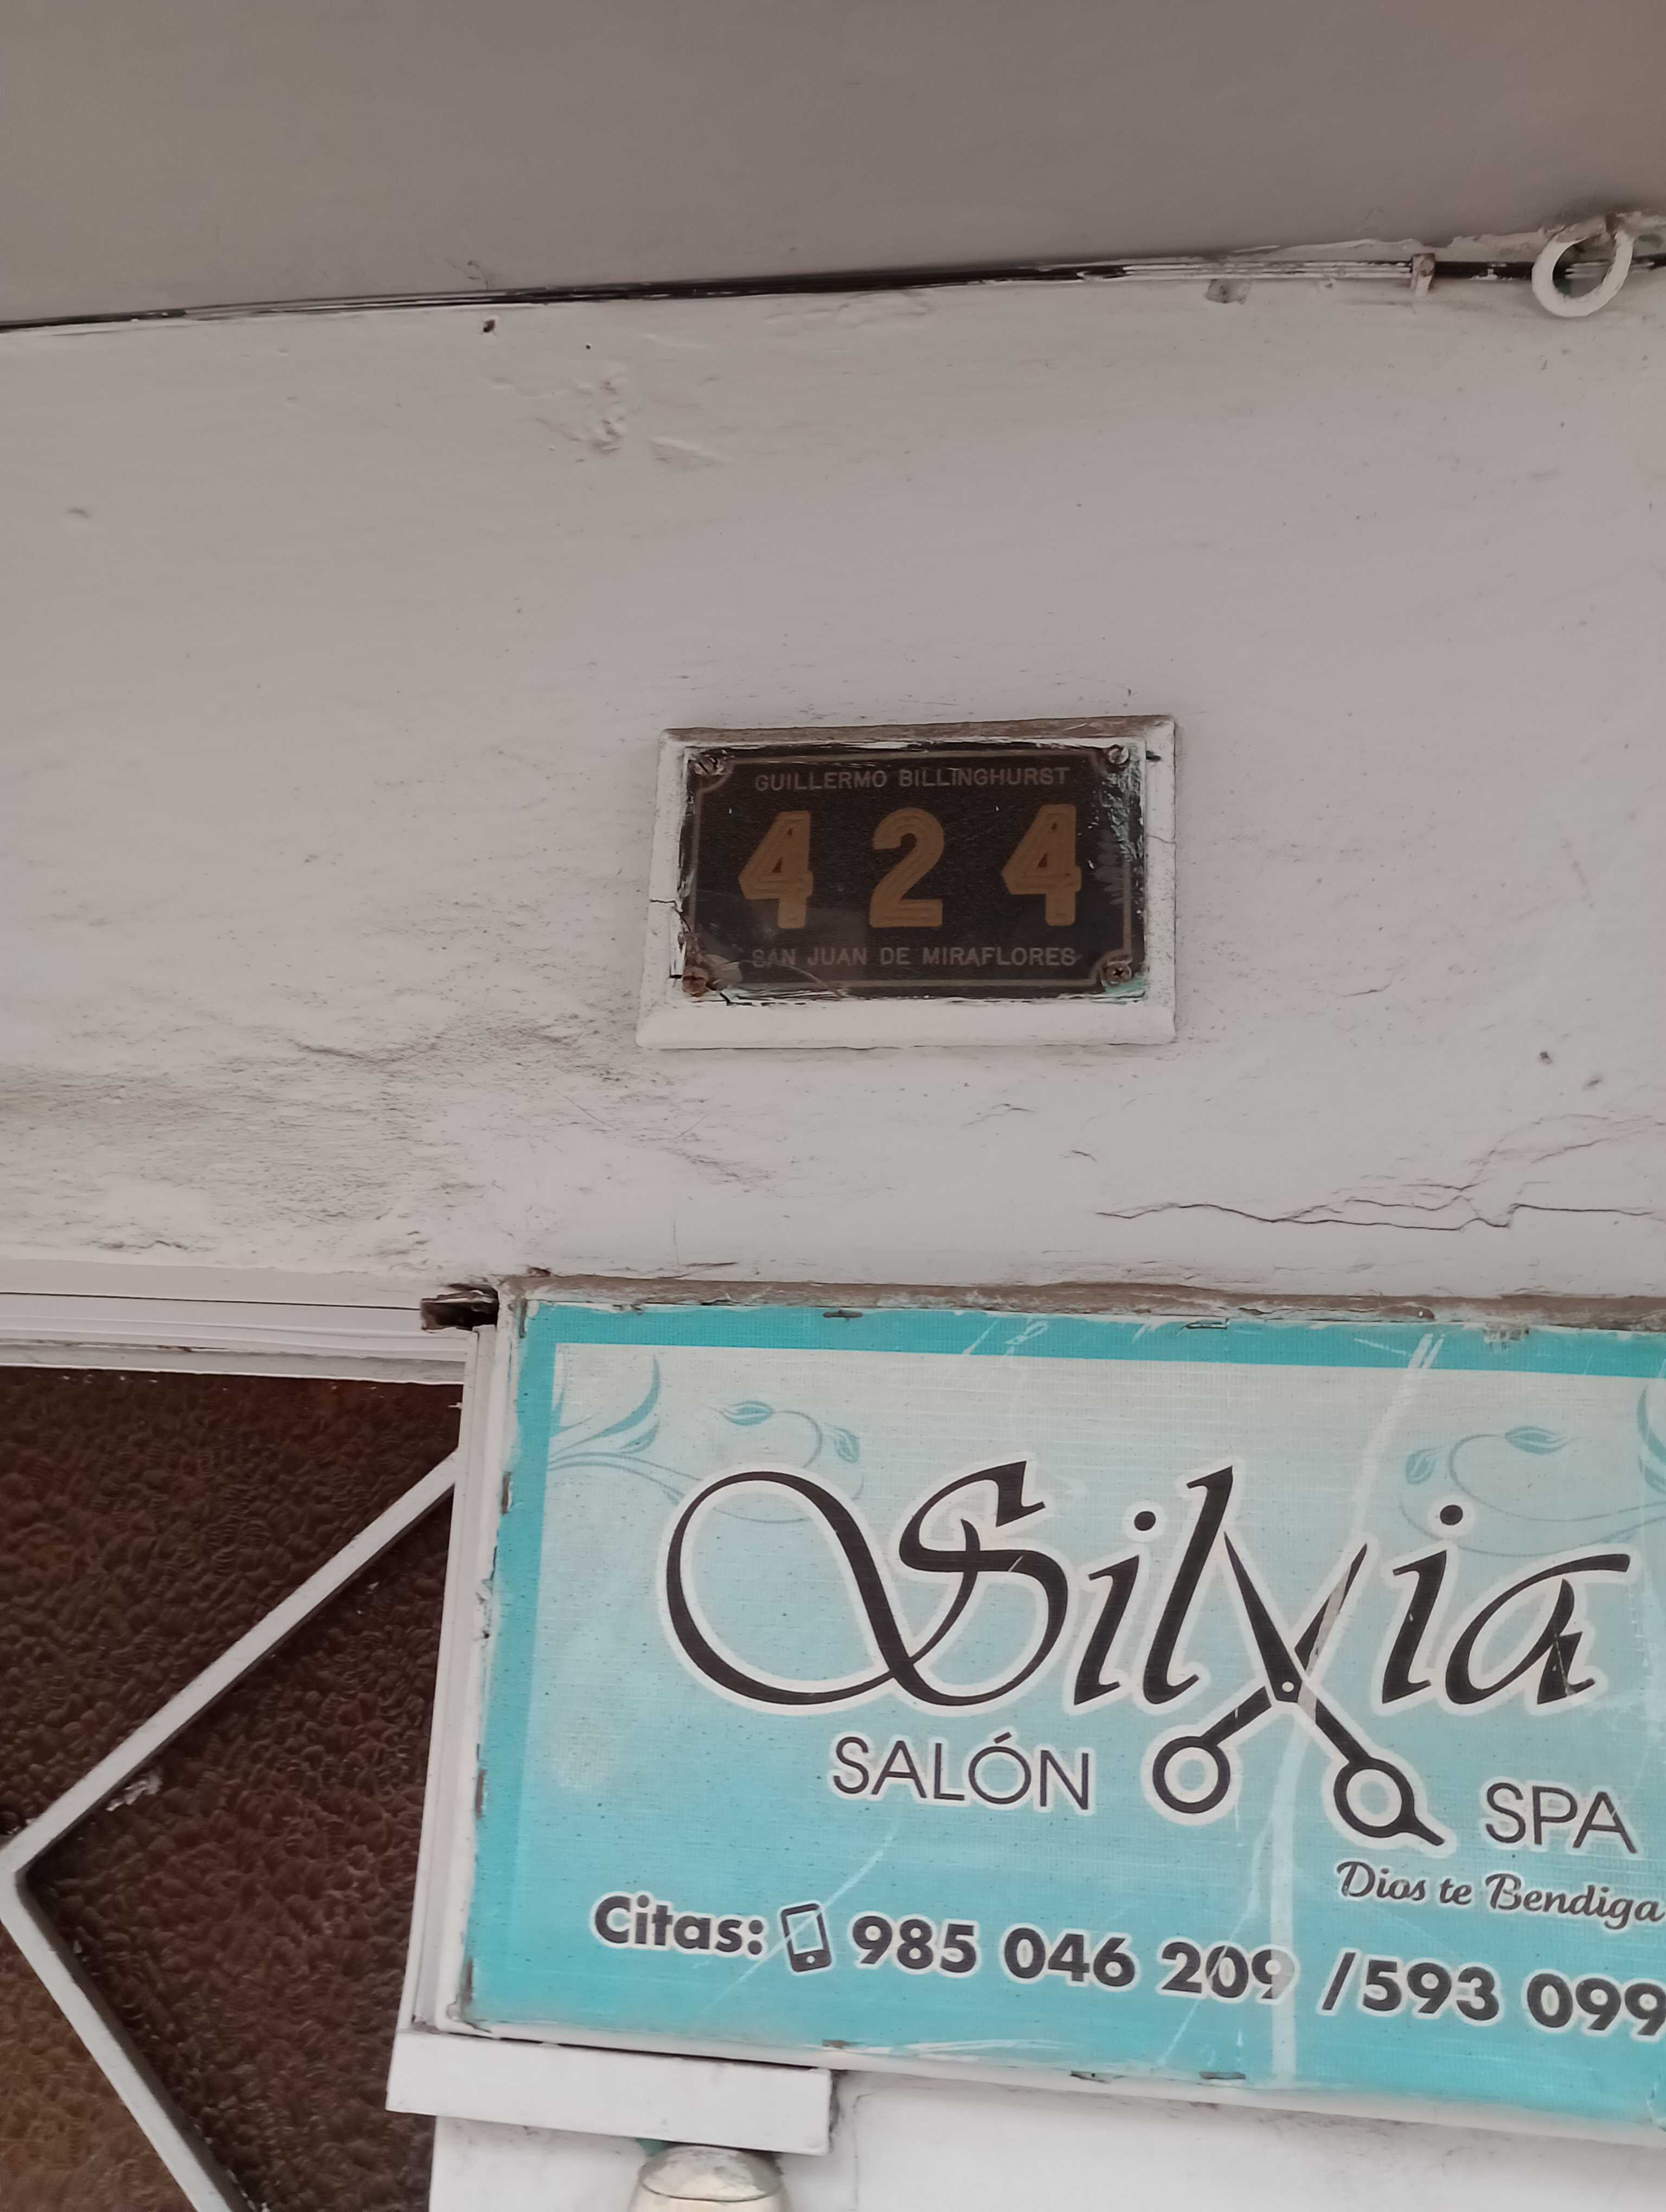 GUILLERMO BILLINGHURST
424
SAN JUAN DE MIRAFLORES
Silvia
SALÓN SPA
Dios te Bendiga
Citas: 985 046 209 / 593 099